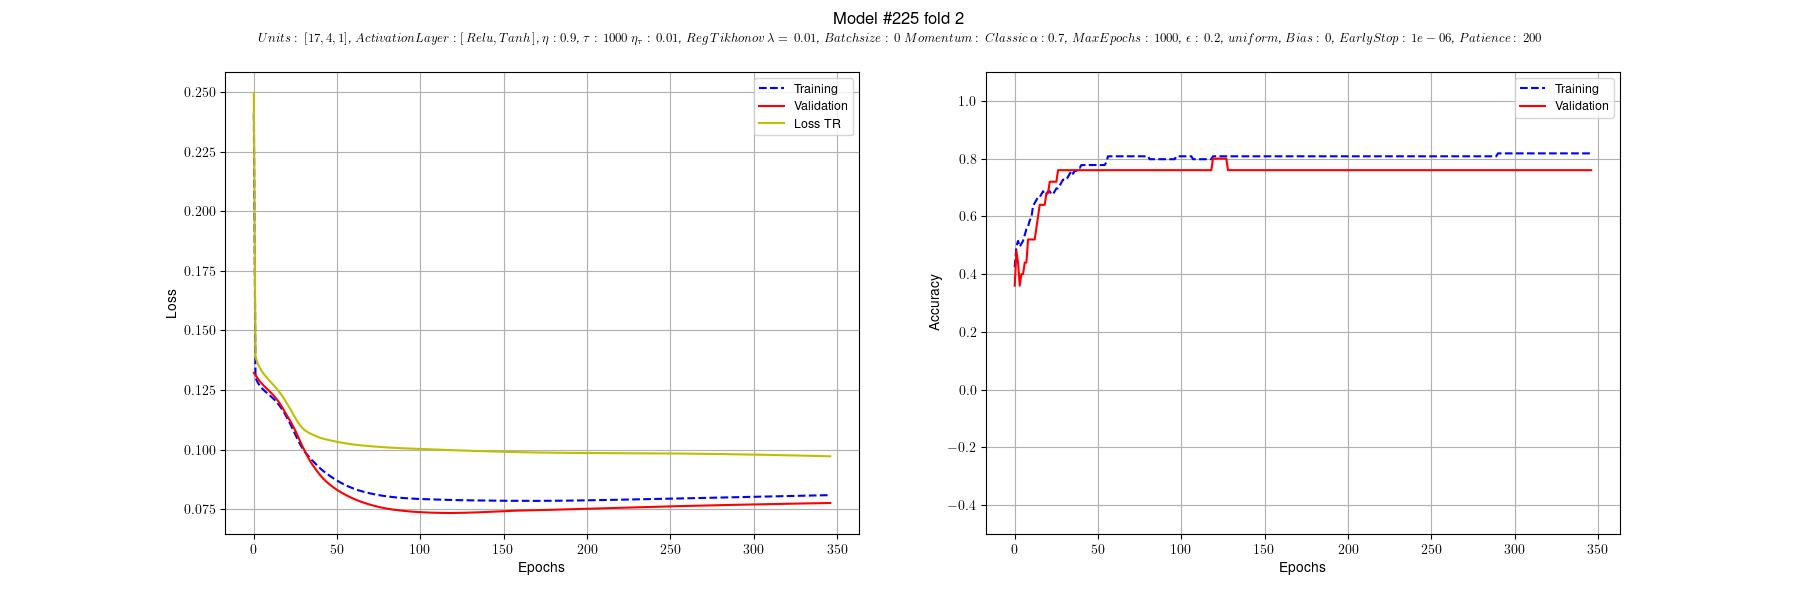 Model #225 fold 2
Units : [17, 4, 1], ActivationLayer : [Relu, Tanh], η : 0.9, τ : 1000 ητ : 0.01, RegTikhonov λ = 0.01, Batchsize : 0 Momentum : Classic α : 0.7, MaxEpochs : 1000, ϵ : 0.2, uniform, Bias : 0, EarlyStop : 1e − 06, Patience : 200
Loss
0.250
0.225
0.200
0.175
0.150
0.125
0.100
0.075
Training
Validation
Loss TR
0 50 100 150 200 250 300 350
Epochs
Accuracy
1.0
0.8
0.6
0.4
0.2
0.0
−0.2
−0.4
Training
Validation
0 50 100 150 200 250 300 350
Epochs